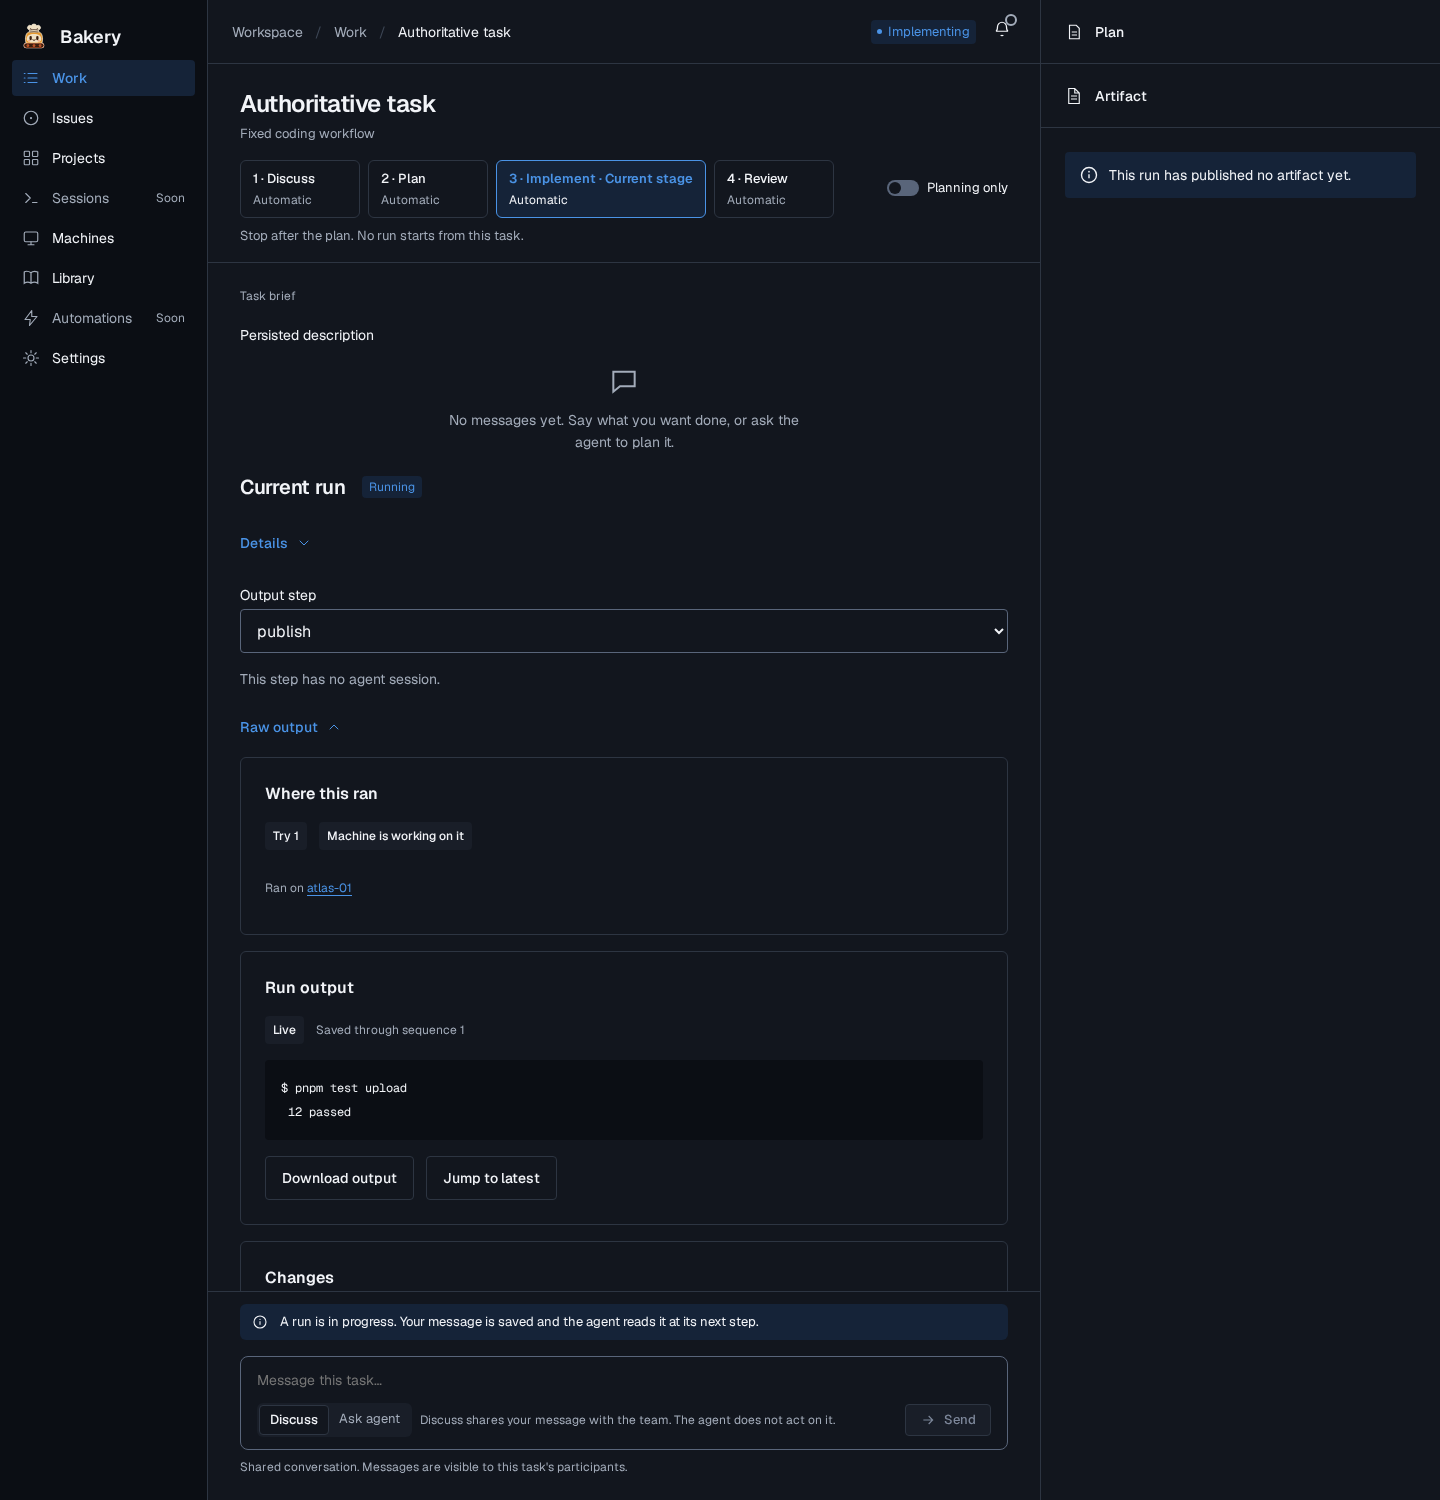 Bakery
Work
Issues
Projects
Sessions Soon
Machines
Library
Automations Soon
Settings
Workspace / Work / Authoritative task
Implementing
Authoritative task
Fixed coding workflow
1 · Discuss
Automatic
2 · Plan
Automatic
3 · Implement · Current stage
Automatic
4 · Review
Automatic
Planning only
Stop after the plan. No run starts from this task.
Task brief
Persisted description
No messages yet. Say what you want done, or ask the
agent to plan it.
Current run Running
Details
Output step
publish
This step has no agent session.
Raw output
Where this ran
Try 1 Machine is working on it
Ran on atlas-01
Run output
Live Saved through sequence 1
$ pnpm test upload
12 passed
Download output Jump to latest
Changes
A run is in progress. Your message is saved and the agent reads it at its next step.
Message this task...
Discuss Ask agent Discuss shares your message with the team. The agent does not act on it. Send
Shared conversation. Messages are visible to this task's participants.
Plan
Artifact
This run has published no artifact yet.